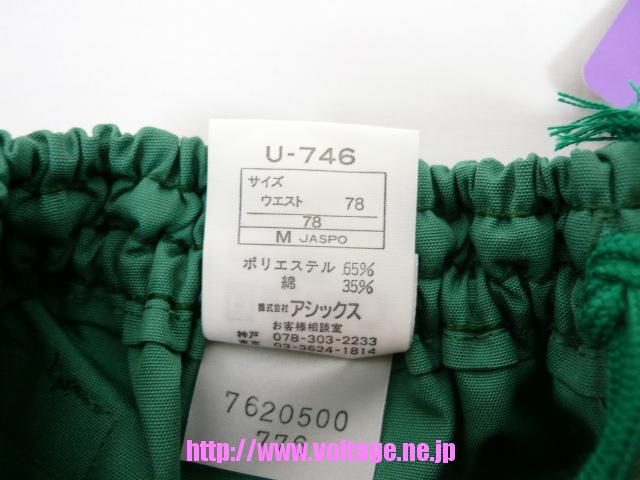 U-746
サイズ
ウエスト 78
78
M JASPO
ポリエステル 65%
綿 35%
株式会社 アシックス
お客様相談室
神戸 078-303-2233
東京 03-3624-1814
7620500
776
http://www.voltage.ne.jp